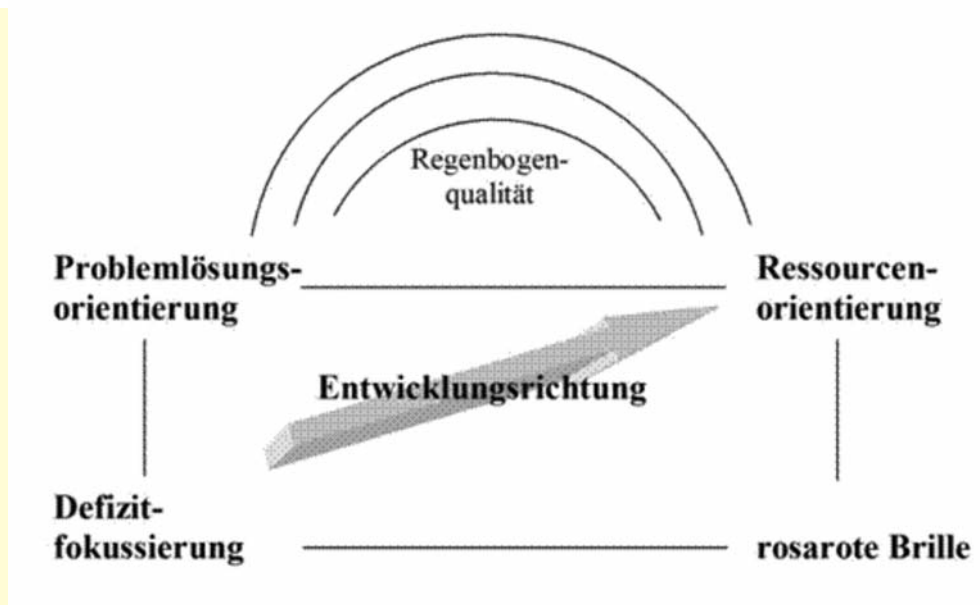 Regenbogen-
qualität
Problemlösungs-
orientierung
Ressourcen-
orientierung
Entwicklungsrichtung
Defizit-
fokussierung
rosarote Brille